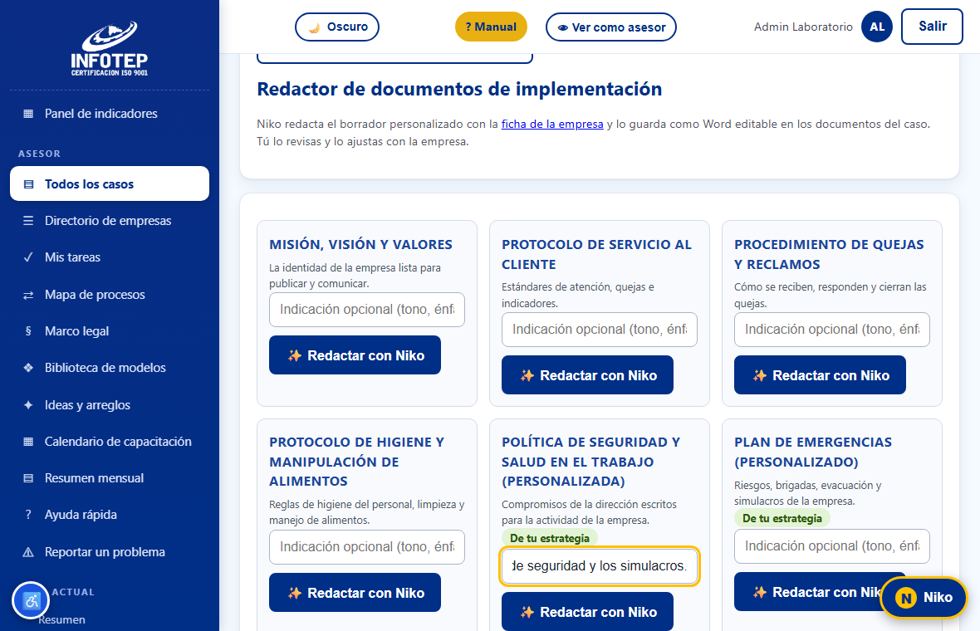 INFOTEP
CERTIFICACION ISO 9001
Panel de indicadores
ASESOR
Todos los casos
Directorio de empresas
Mis tareas
Mapa de procesos
§ Marco legal
Biblioteca de modelos
Ideas y arreglos
Calendario de capacitación
Resumen mensual
? Ayuda rápida
Reportar un problema
ACTUAL
Resumen
Oscuro
? Manual
Ver como asesor
Admin Laboratorio
AL
Salir
Redactor de documentos de implementación
Niko redacta el borrador personalizado con la ficha de la empresa y lo guarda como Word editable en los documentos del caso.
Tú lo revisas y lo ajustas con la empresa.
MISIÓN, VISIÓN Y VALORES
La identidad de la empresa lista para
publicar y comunicar.
Indicación opcional (tono, énf
Redactar con Niko
PROTOCOLO DE SERVICIO AL
CLIENTE
Estándares de atención, quejas e
indicadores.
Indicación opcional (tono, énf
Redactar con Niko
PROCEDIMIENTO DE QUEJAS
Y RECLAMOS
Cómo se reciben, responden y cierran las
quejas.
Indicación opcional (tono, énf
Redactar con Niko
PROTOCOLO DE HIGIENE Y
MANIPULACIÓN DE
ALIMENTOS
Reglas de higiene del personal, limpieza y
manejo de alimentos.
Indicación opcional (tono, énf
Redactar con Niko
POLÍTICA DE SEGURIDAD Y
SALUD EN EL TRABAJO
(PERSONALIZADA)
Compromisos de la dirección escritos
para la actividad de la empresa.
De tu estrategia
de seguridad y los simulacros.
Redactar con Niko
PLAN DE EMERGENCIAS
(PERSONALIZADO)
Riesgos, brigadas, evacuación y
simulacros de la empresa.
De tu estrategia
Indicación opcional (tono, énf
Redactar con Nik
N Niko